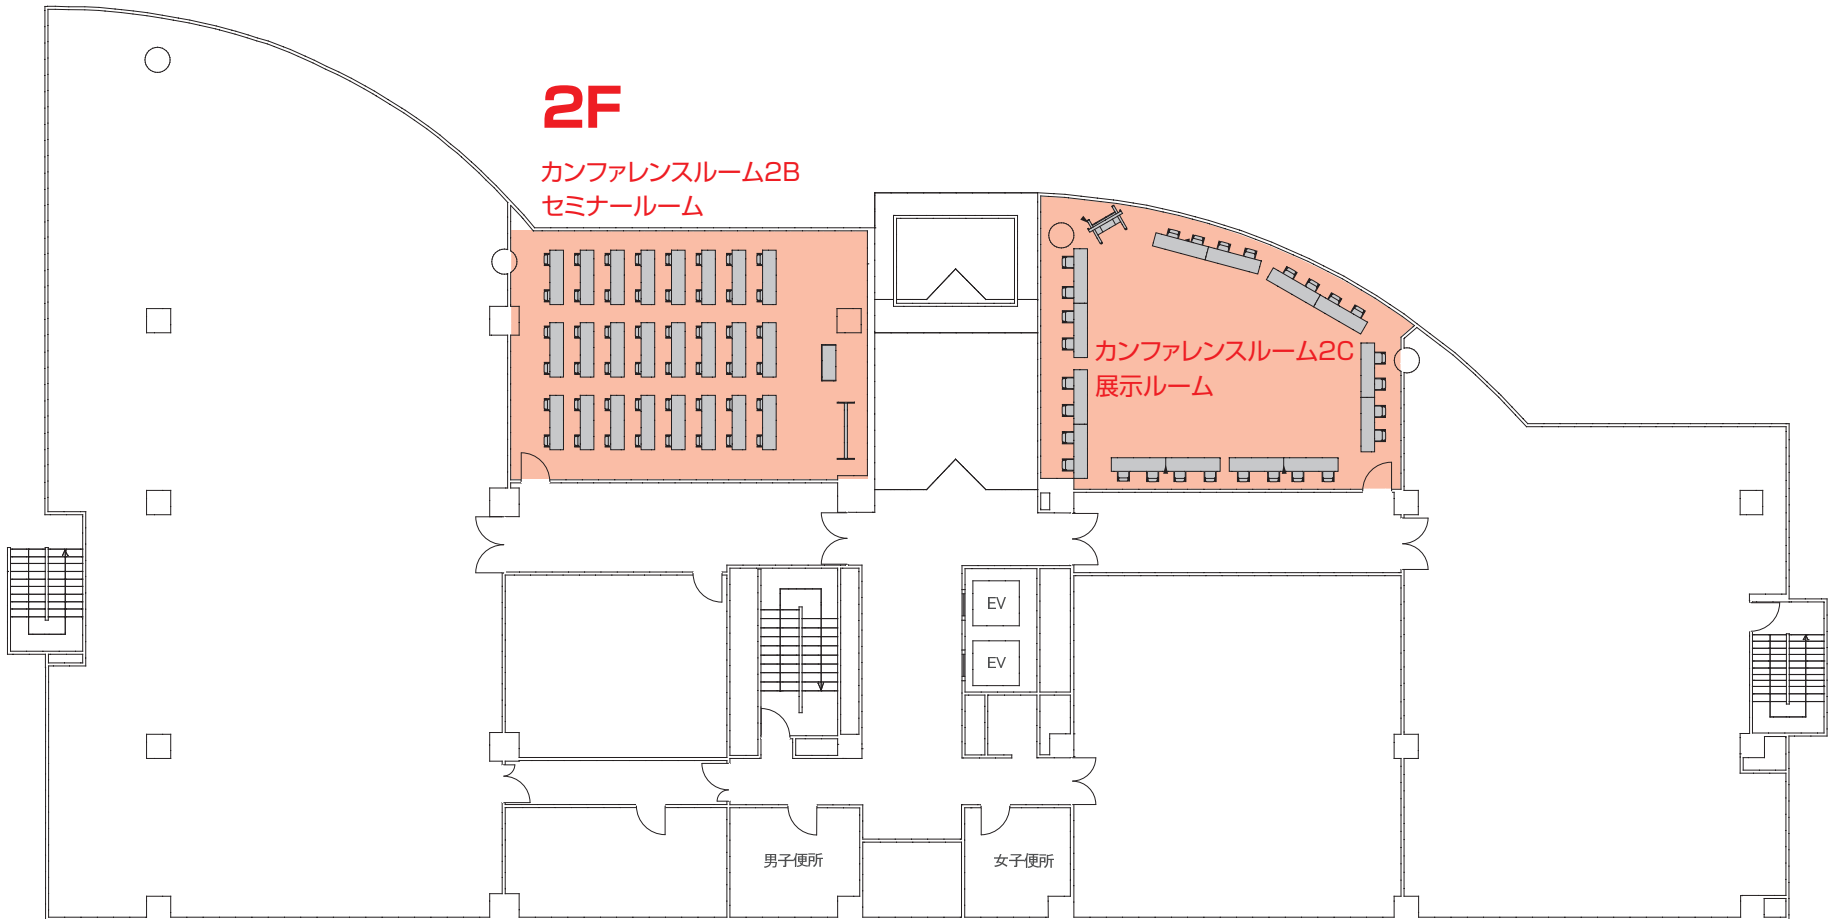 2F
カンファレンスルーム2B
セミナールーム
カンファレンスルーム2C
展示ルーム
EV
EV
男子便所
女子便所